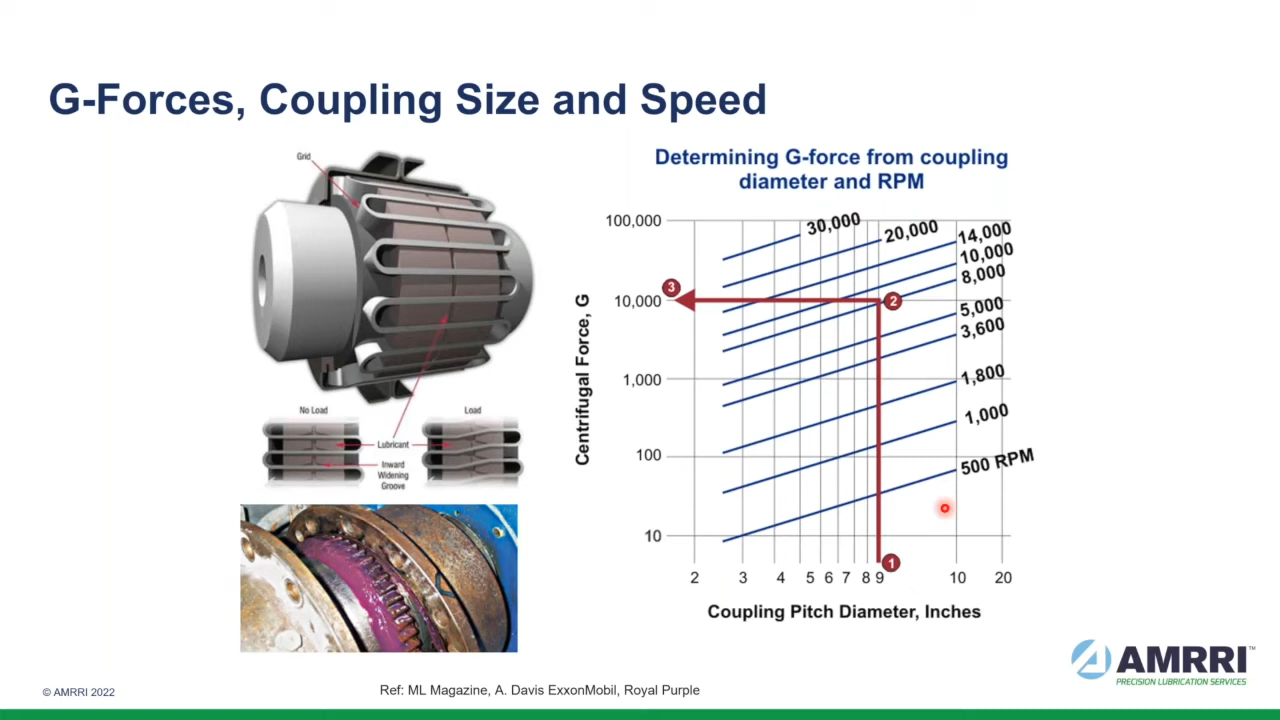 G-Forces, Coupling Size and Speed
Grid
No Load
Load
Lubricant
Inward
Widening
Groove
Determining G-force from coupling
diameter and RPM
Centrifugal Force, G
100,000
10,000
1,000
100
10
30,000
20,000
14,000
10,000
8,000
5,000
3,600
1,800
1,000
500 RPM
3
2
1
2 3 4 5 6 7 8 9 10 20
Coupling Pitch Diameter, Inches
© AMRRI 2022
Ref: ML Magazine, A. Davis ExxonMobil, Royal Purple
AMRRI™
PRECISION LUBRICATION SERVICES